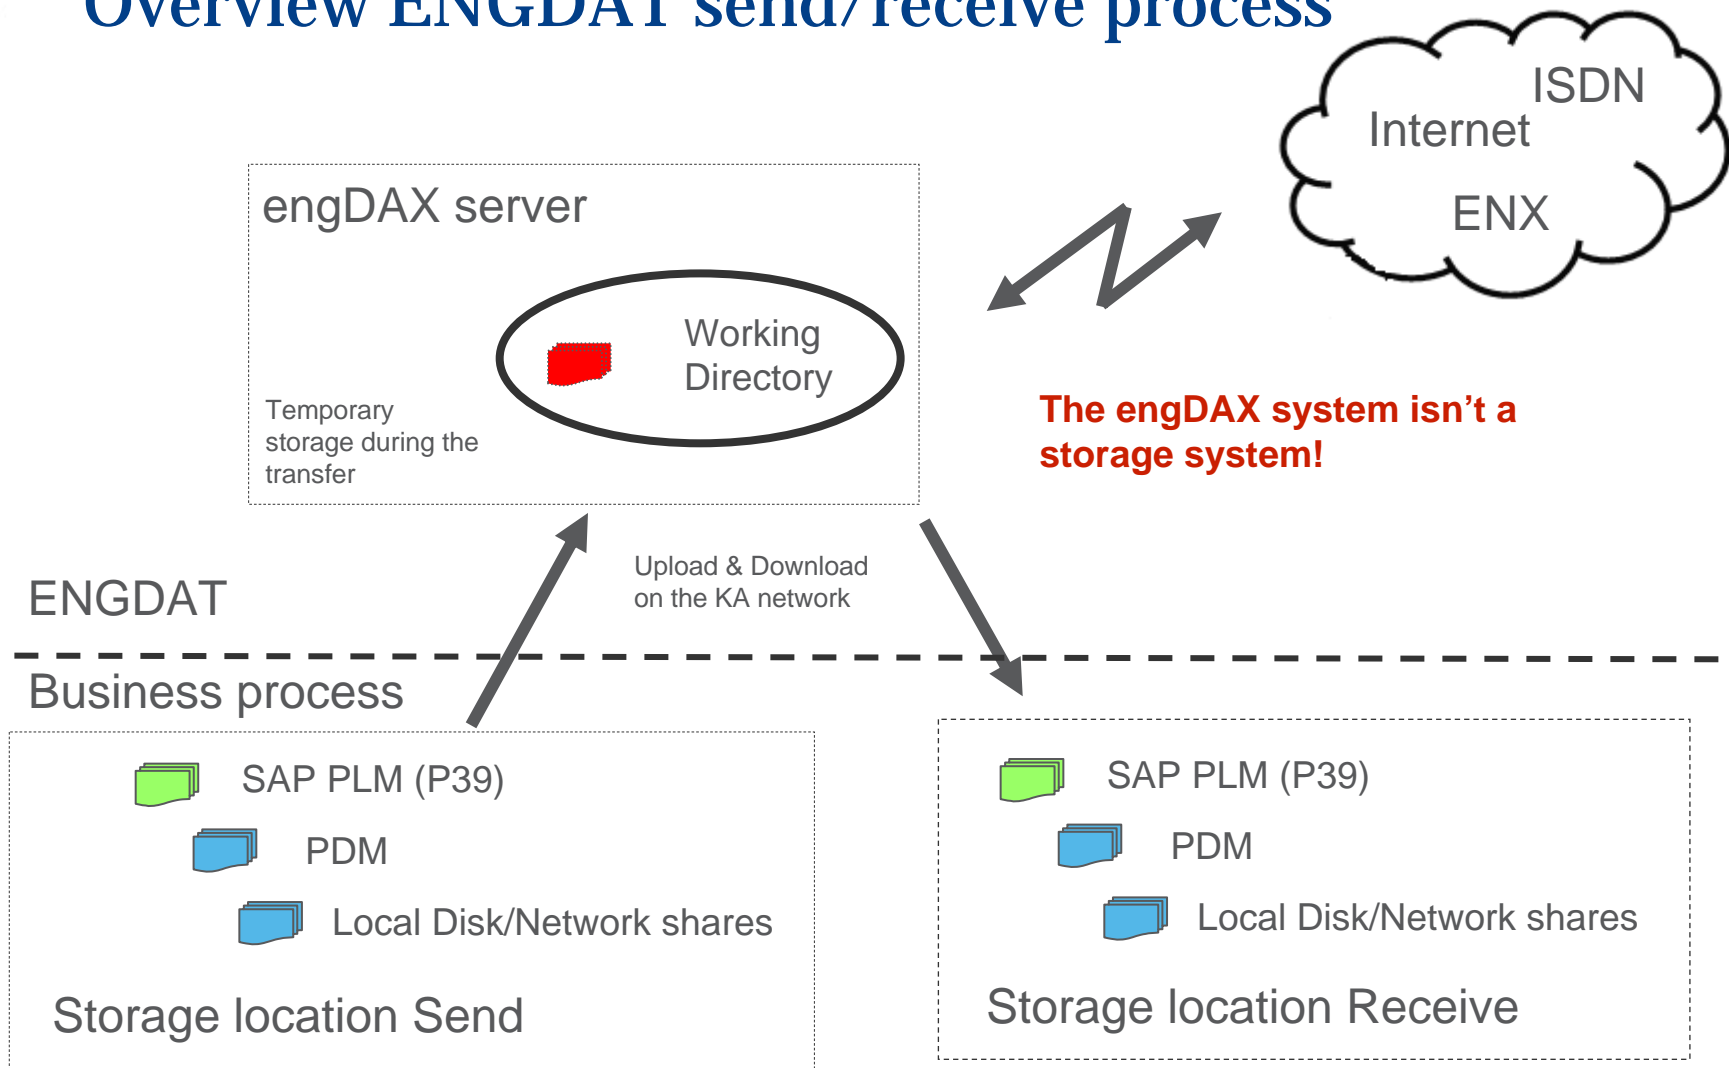 Overview ENGDAT send/receive process
ISDN
Internet
ENX
engDAX server
Working
Directory
Temporary
storage during the
transfer
The engDAX system isn’t a
storage system!
Upload & Download
on the KA network
ENGDAT
Business process
SAP PLM (P39)
PDM
Local Disk/Network shares
Storage location Send
SAP PLM (P39)
PDM
Local Disk/Network shares
Storage location Receive